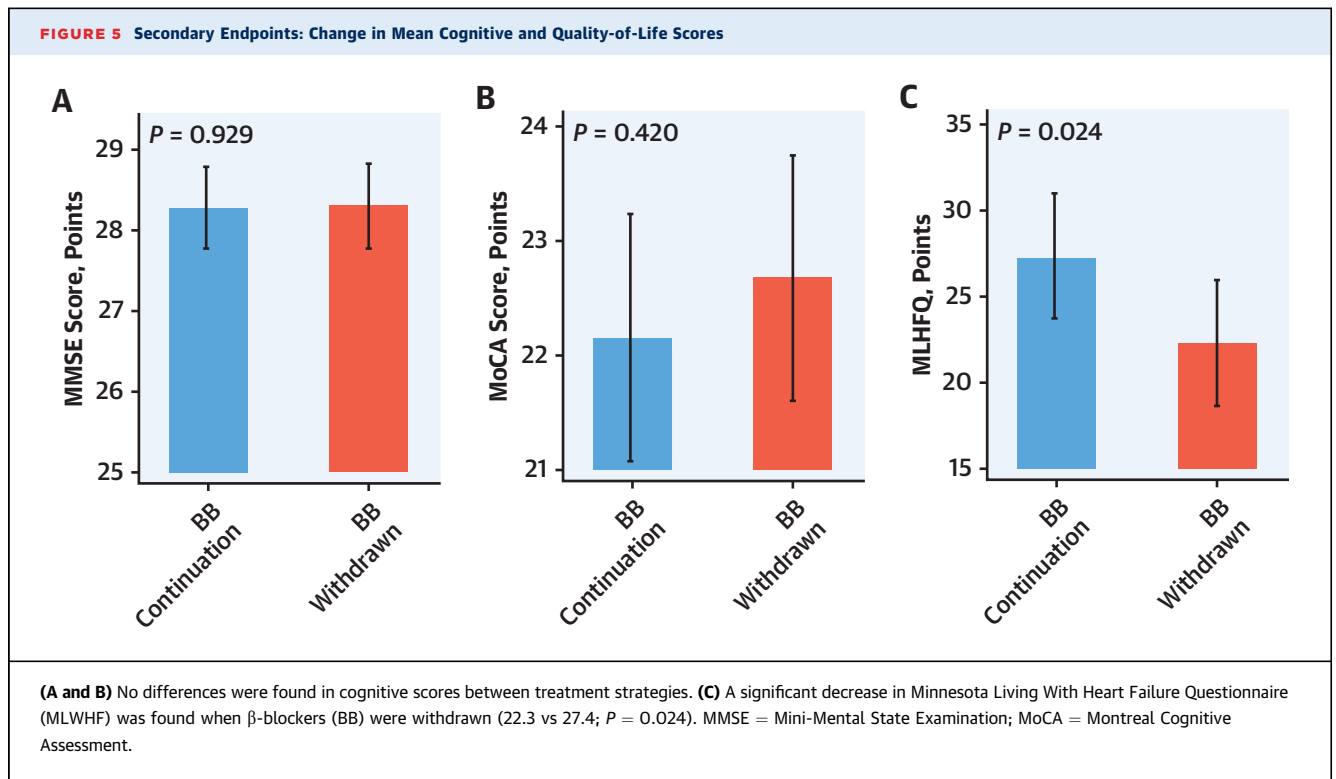 FIGURE 5 Secondary Endpoints: Change in Mean Cognitive and Quality-of-Life Scores
A
P = 0.929
MMSE Score, Points
29
28
27
26
25
BB
Continuation
BB
Withdrawn
B
P = 0.420
MoCA Score, Points
24
23
22
21
BB
Continuation
BB
Withdrawn
C
P = 0.024
MLHFQ, Points
35
30
25
20
15
BB
Continuation
BB
Withdrawn
(A and B) No differences were found in cognitive scores between treatment strategies. (C) A significant decrease in Minnesota Living With Heart Failure Questionnaire
(MLWHF) was found when β-blockers (BB) were withdrawn (22.3 vs 27.4; P = 0.024). MMSE = Mini-Mental State Examination; MoCA = Montreal Cognitive
Assessment.